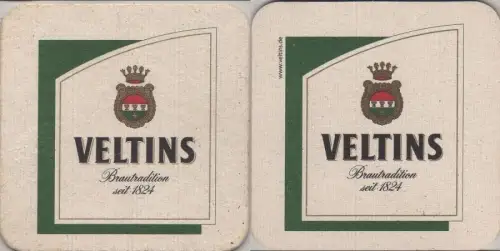 VELTINS
Brautradition
seit 1824
www.veltins.de
VELTINS
Brautradition
seit 1824